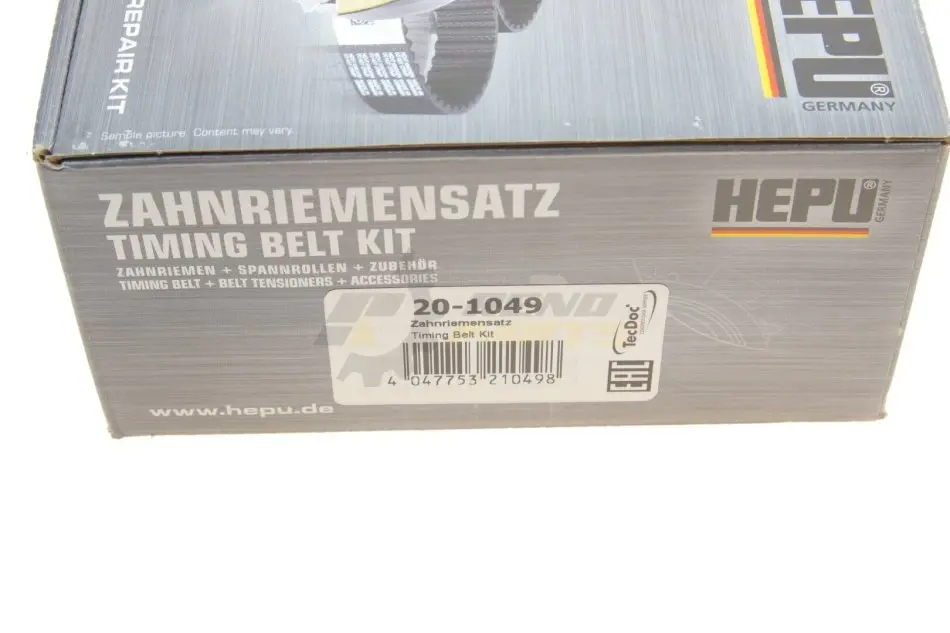 REPAIR KIT
HEPU®
GERMANY
Sample picture. Content may vary.
ZAHNRIEMENSATZ
TIMING BELT KIT
ZAHNRIEMEN + SPANNROLLEN + ZUBEHÖR
TIMING BELT + BELT TENSIONERS + ACCESSORIES
HEPU®
GERMANY
20-1049
Zahnriemensatz
Timing Belt Kit
4 047753 210498
TecDoc
EAC
www.hepu.de